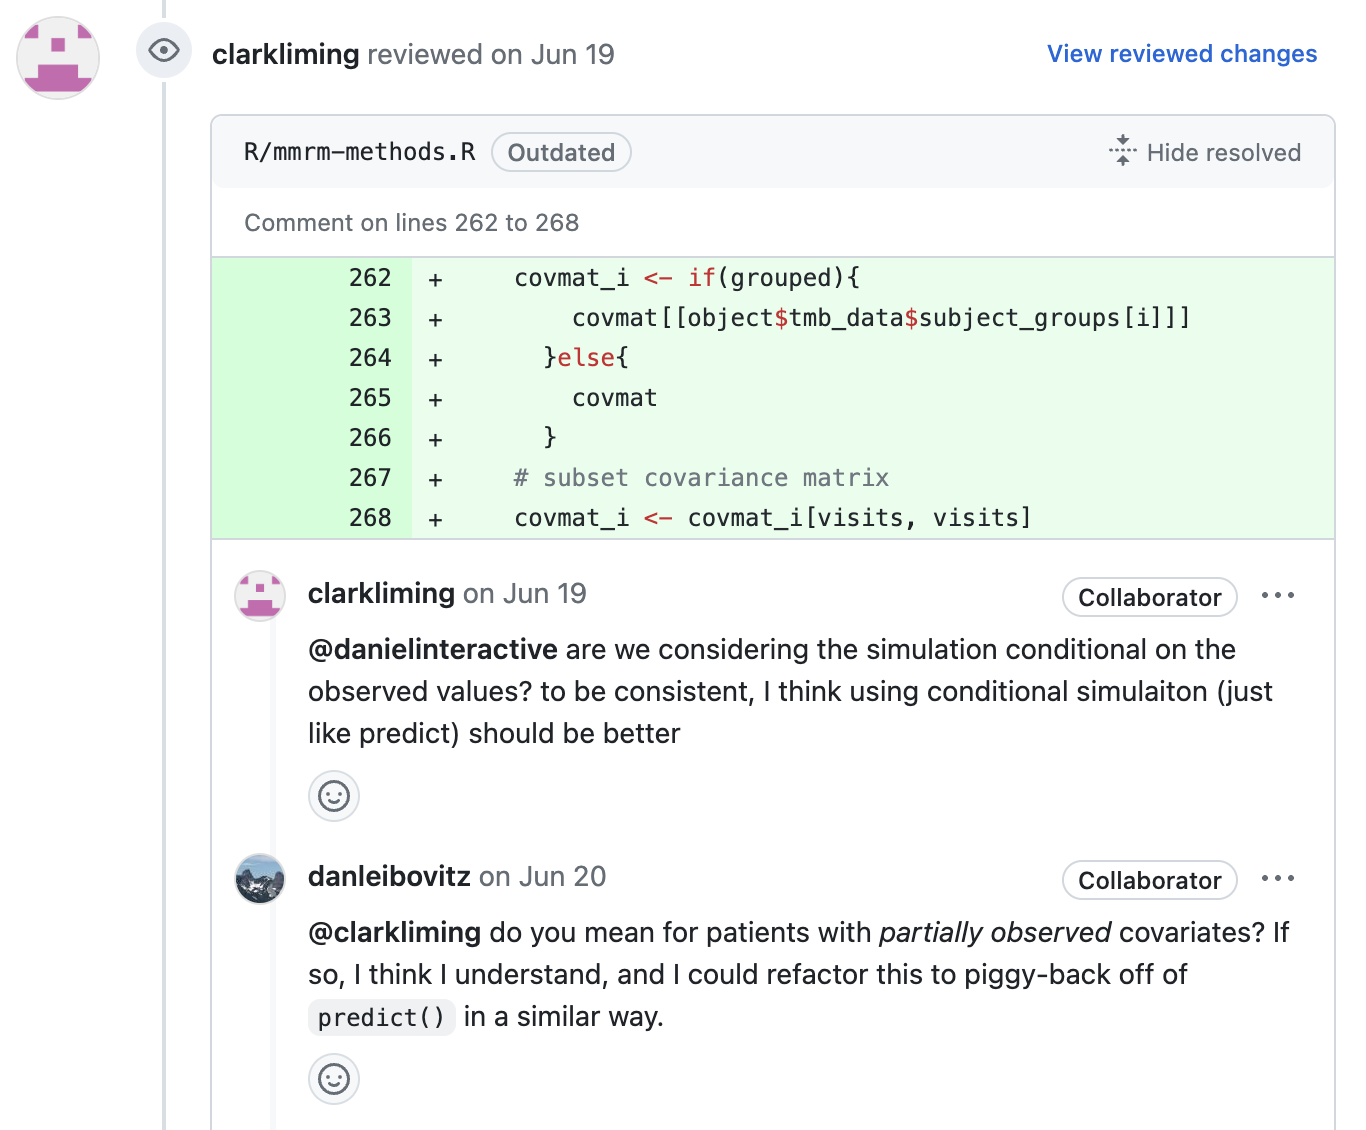 clarkliming reviewed on Jun 19
View reviewed changes
R/mmrm-methods.R Outdated
Hide resolved
Comment on lines 262 to 268
262 + covmat_i <- if(grouped){
263 + covmat[[object$tmb_data$subject_groups[i]]]
264 + }else{
265 + covmat
266 + }
267 + # subset covariance matrix
268 + covmat_i <- covmat_i[visits, visits]
clarkliming on Jun 19
Collaborator
@danielinteractive are we considering the simulation conditional on the
observed values? to be consistent, I think using conditional simulaiton (just
like predict) should be better
danleibovitz on Jun 20
Collaborator
@clarkliming do you mean for patients with partially observed covariates? If
so, I think I understand, and I could refactor this to piggy-back off of
predict() in a similar way.